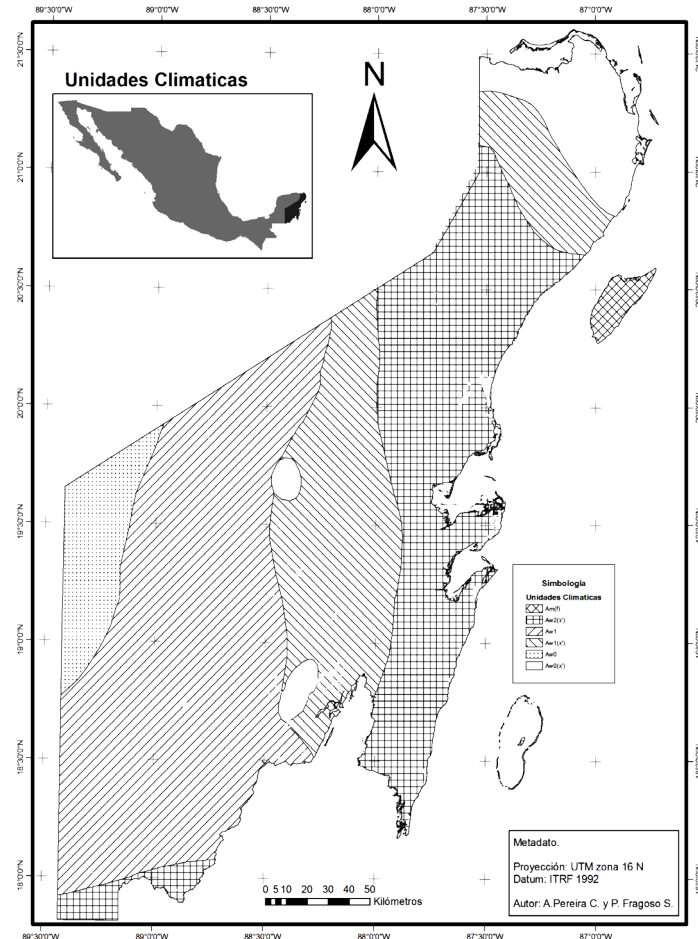 89°30'0"W 89°0'0"W 88°30'0"W 88°0'0"W 87°30'0"W 87°0'0"W
Unidades Climaticas
N
21°30'0"N
21°0'0"N
20°30'0"N
20°0'0"N
19°30'0"N
19°0'0"N
18°30'0"N
18°0'0"N
Simbología
Unidades Climaticas
Am(f)
Aw2(x')
Aw1
Aw1(x')
Aw0
Aw0(x')
0 5 10 20 30 40 50
Kilómetros
Metadato.
Proyección: UTM zona 16 N
Datum: ITRF 1992
Autor: A.Pereira C. y P. Fragoso S.
89°30'0"W 89°0'0"W 88°30'0"W 88°0'0"W 87°30'0"W 87°0'0"W